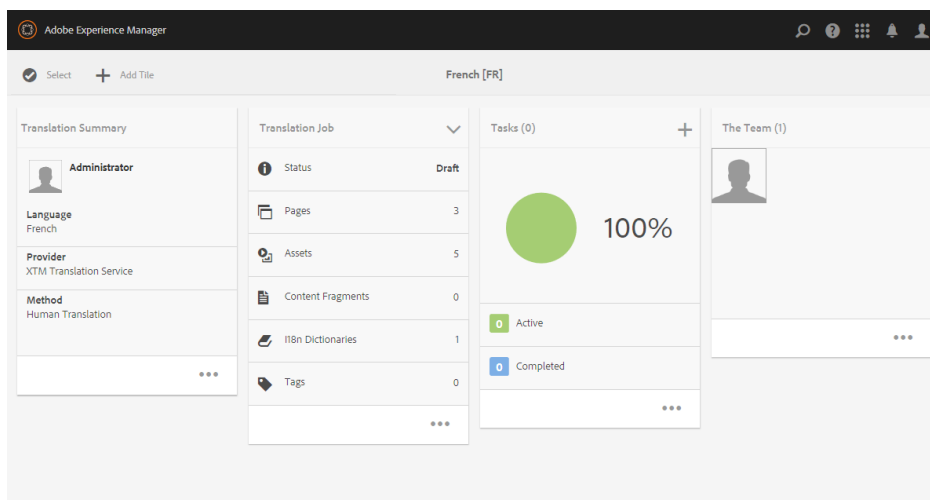 Adobe Experience Manager
Select
Add Tile
French [FR]
Translation Summary
Administrator
Language
French
Provider
XTM Translation Service
Method
Human Translation
Translation Job
Status Draft
Pages 3
Assets 5
Content Fragments 0
I18n Dictionaries 1
Tags 0
Tasks (0)
100%
0 Active
0 Completed
The Team (1)